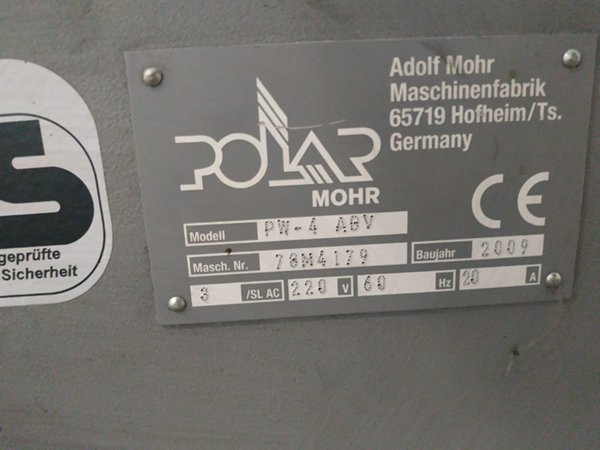 S
geprüfte
Sicherheit
POLAR
MOHR
Adolf Mohr
Maschinenfabrik
65719 Hofheim/Ts.
Germany
CE
Modell PW-4 ABV
Masch. Nr. 78M4179 Baujahr 2009
3 /SL AC 220 V 60 Hz 20 A